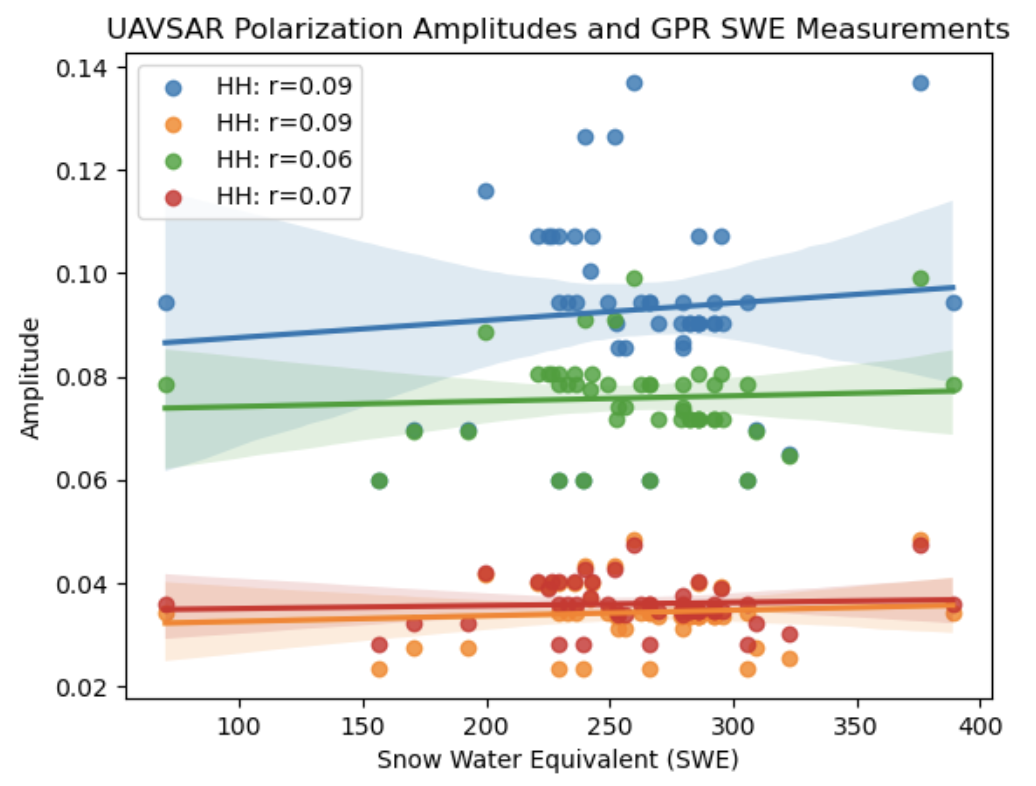 UAVSAR Polarization Amplitudes and GPR SWE Measurements
HH: r=0.09
HH: r=0.09
HH: r=0.06
HH: r=0.07
0.14
0.12
0.10
0.08
0.06
0.04
0.02
Amplitude
100
150
200
250
300
350
400
Snow Water Equivalent (SWE)